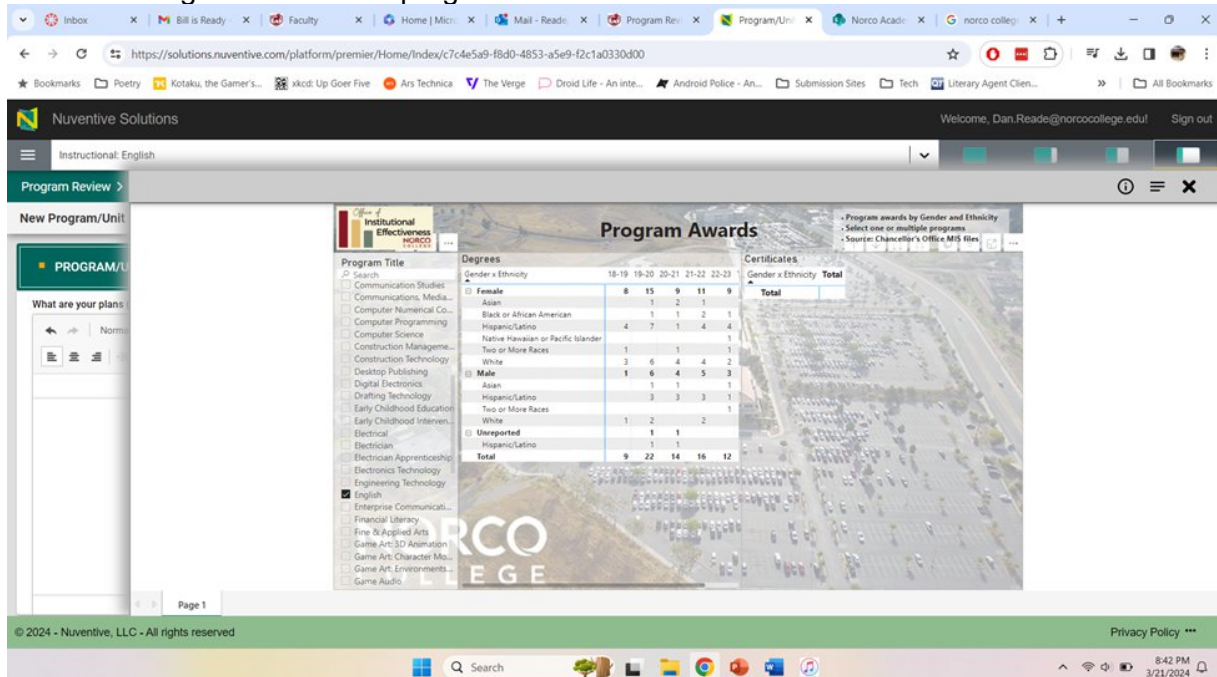 Inbox
Bill is Ready -
Faculty
Home | Micro
Mail - Reade,
Program Revi
Program/Uni
Norco Acade
norco colleg
https://solutions.nuventive.com/platform/premier/Home/Index/c7c4e5a9-f8d0-4853-a5e9-f2c1a0330d00
Bookmarks
Poetry
Kotaku, the Gamer's...
xkcd: Up Goer Five
Ars Technica
The Verge
Droid Life - An inte...
Android Police - An...
Submission Sites
Tech
Literary Agent Clien...
»
All Bookmarks
Nuventive Solutions
Welcome, Dan.Reade@norcocollege.edu!
Sign out
Instructional: English
Program Review >
New Program/Unit
PROGRAM/U
What are your plans
Norm
Office of
Institutional
Effectiveness
NORCO
COLLEGE
Program Awards
- Program awards by Gender and Ethnicity
- Select one or multiple programs
- Source: Chancellor's Office MIS files
Program Title
Search
Communication Studies
Communications, Media...
Computer Numerical Co...
Computer Programming
Computer Science
Construction Manageme...
Construction Technology
Desktop Publishing
Digital Electronics
Drafting Technology
Early Childhood Education
Early Childhood Interven...
Electrical
Electrician
Electrician Apprenticeship
Electronics Technology
Engineering Technology
English
Enterprise Communicati...
Financial Literacy
Fine & Applied Arts
Game Art: 3D Animation
Game Art: Character Mo...
Game Art: Environments...
Game Audio
Degrees
Gender x Ethnicity 18-19 19-20 20-21 21-22 22-23
Female 8 15 9 11 9
Asian 1 2 1
Black or African American 1 1 2 1
Hispanic/Latino 4 7 1 4 4
Native Hawaiian or Pacific Islander 1
Two or More Races 1 1 1
White 3 6 4 4 2
Male 1 6 4 5 3
Asian 1 1 1
Hispanic/Latino 3 3 3 1
Two or More Races 1
White 1 2 2
Unreported 1 1
Hispanic/Latino 1 1
Total 9 22 14 16 12
Certificates
Gender x Ethnicity Total
Total
NORCO
COLLEGE
Page 1
© 2024 - Nuventive, LLC - All rights reserved
Privacy Policy
Search
8:42 PM
3/21/2024